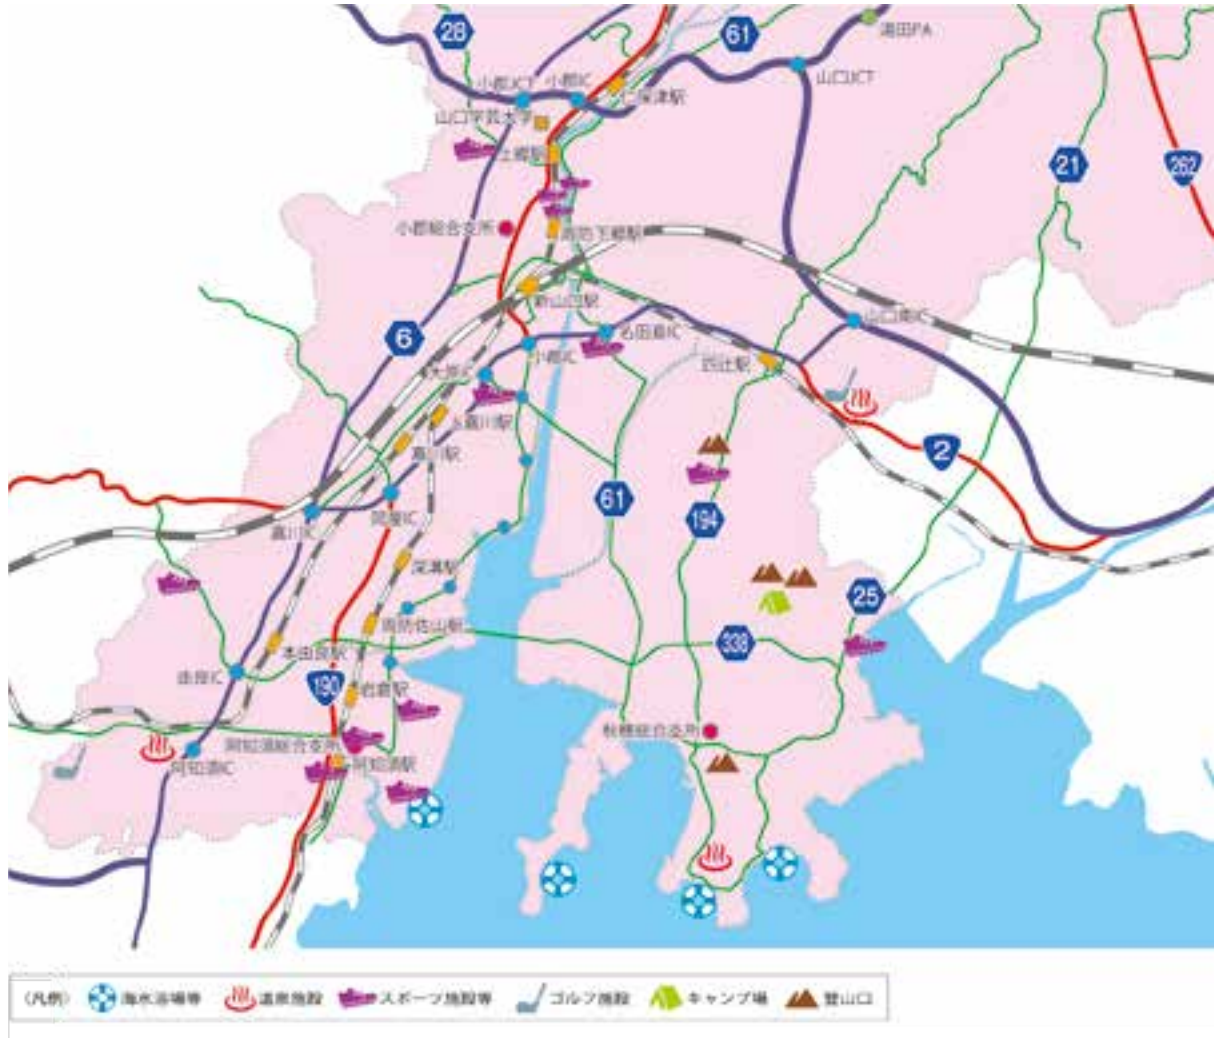 28
61
湯田PA
小郡JCT
小郡IC
山口JCT
仁保津駅
山口学芸大学
上郷駅
21
262
小郡総合支所
周防下郷駅
新山口駅
6
名田島IC
山口南IC
小郡IC
四辻駅
大原IC
上嘉川駅
嘉川駅
2
61
194
嘉川IC
深溝駅
25
周防佐山駅
338
本由良駅
由良IC
190
岩倉駅
秋穂総合支所
阿知須総合支所
阿知須駅
阿知須IC
〈凡例〉 海水浴場等 温泉施設 スポーツ施設等 ゴルフ施設 キャンプ場 登山口